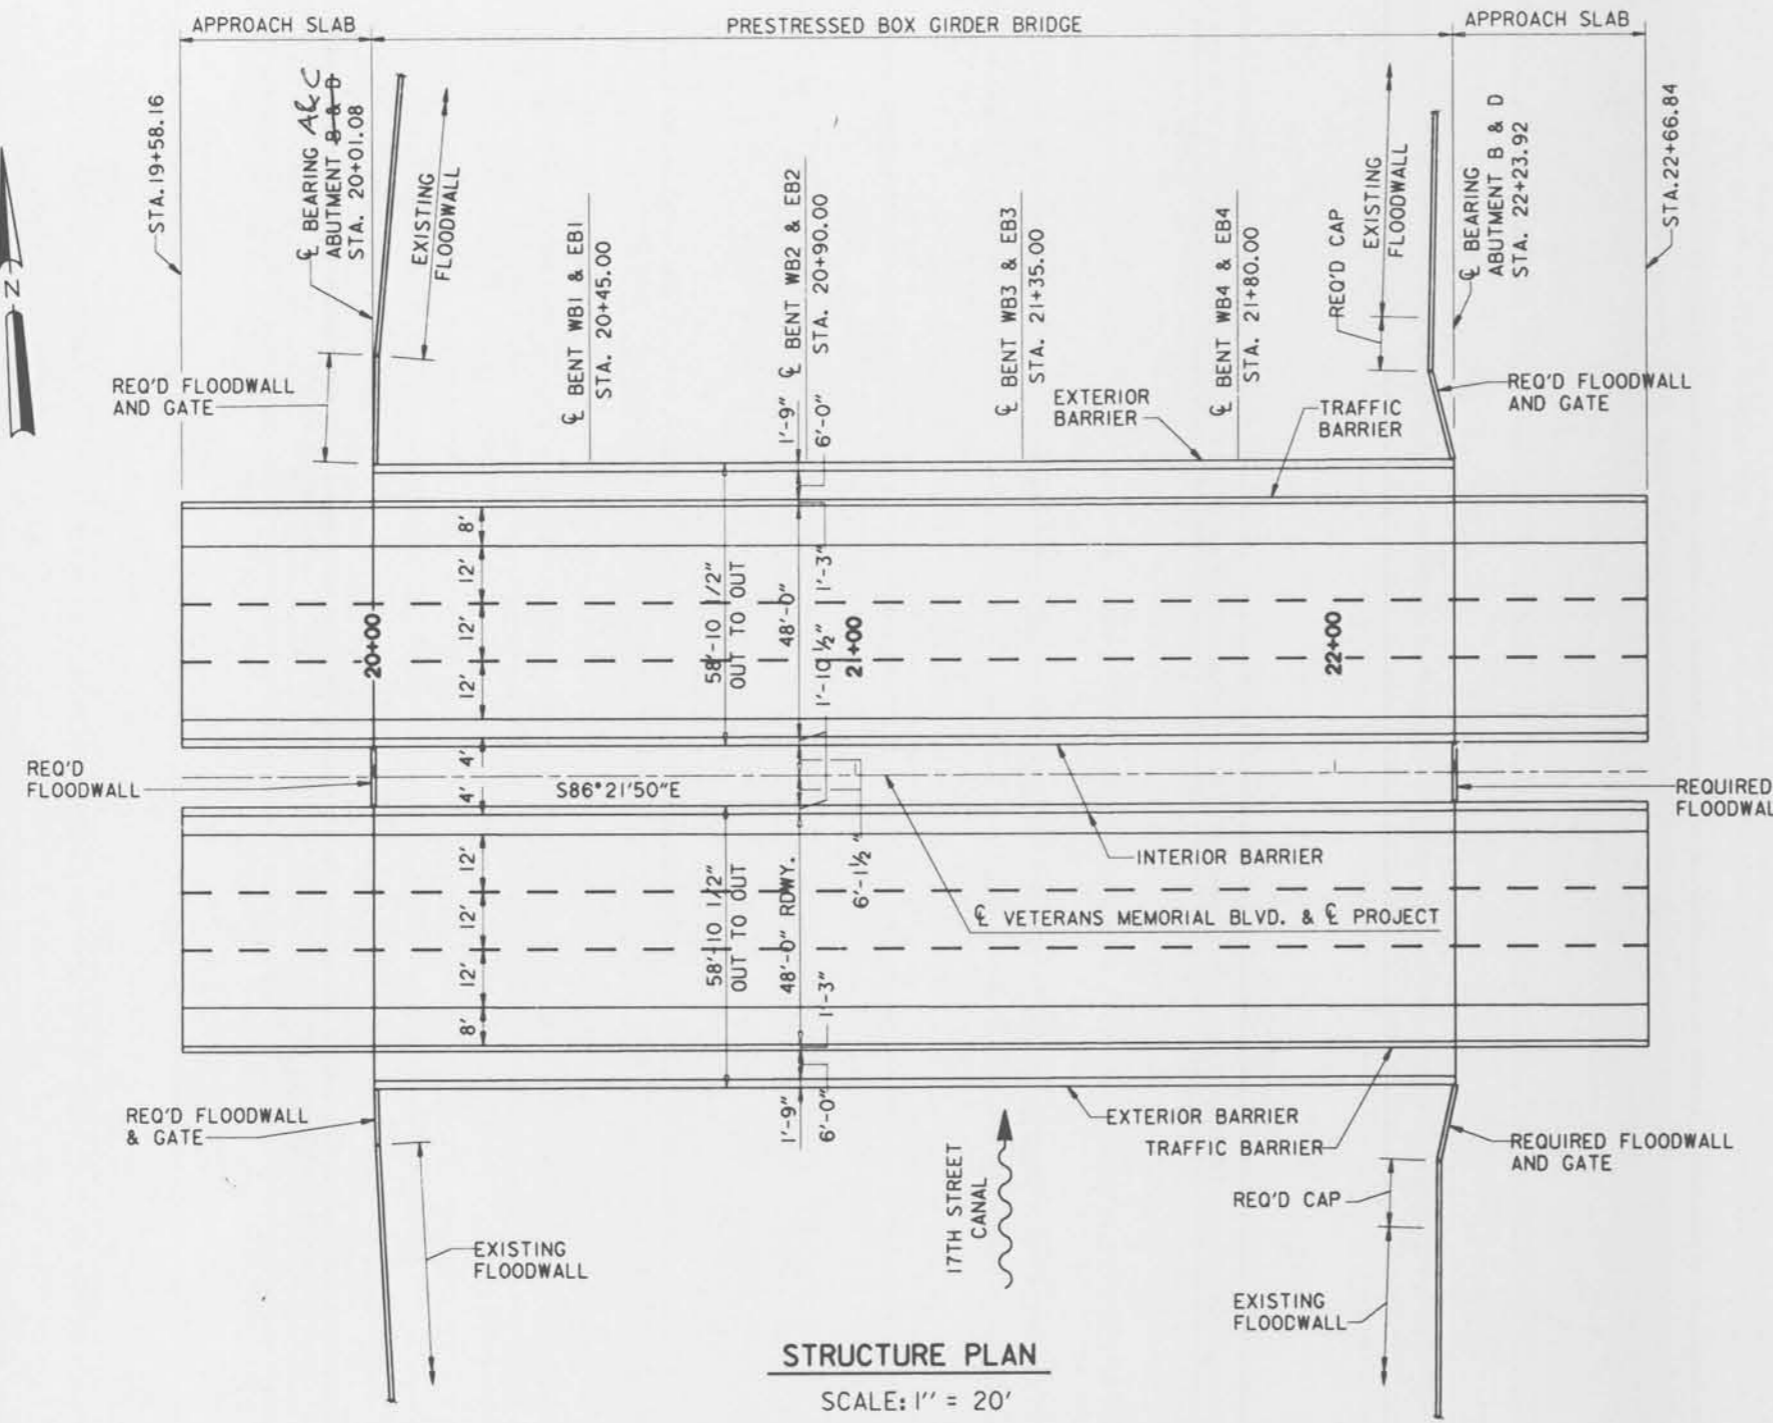 APPROACH SLAB
PRESTRESSED BOX GIRDER BRIDGE
APPROACH SLAB
STA. 19+58.16
℄ BEARING A&C
ABUTMENT B & D
STA. 20+01.08
EXISTING
FLOODWALL
℄ BENT WB1 & EB1
STA. 20+45.00
℄ BENT WB2 & EB2
STA. 20+90.00
1'-9"
6'-0"
℄ BENT WB3 & EB3
STA. 21+35.00
℄ BENT WB4 & EB4
STA. 21+80.00
REQ'D CAP
EXISTING
FLOODWALL
℄ BEARING
ABUTMENT B & D
STA. 22+23.92
STA. 22+66.84
N
REQ'D FLOODWALL
AND GATE
EXTERIOR
BARRIER
TRAFFIC
BARRIER
REQ'D FLOODWALL
AND GATE
8'
12'
12'
12'
20+00
58'-10 1/2"
OUT TO OUT
48'-0"
1'-3"
1'-10½"
21+00
22+00
REQ'D
FLOODWALL
4'
4'
S86°21'50"E
REQUIRED
FLOODWAL
INTERIOR BARRIER
6'-1½"
℄ VETERANS MEMORIAL BLVD. & ℄ PROJECT
12'
12'
12'
8'
58'-10 1/2"
OUT TO OUT
48'-0" RDWY.
1'-3"
1'-9"
6'-0"
REQ'D FLOODWALL
& GATE
EXTERIOR BARRIER
TRAFFIC BARRIER
REQUIRED FLOODWALL
AND GATE
17TH STREET
CANAL
REQ'D CAP
EXISTING
FLOODWALL
EXISTING
FLOODWALL
STRUCTURE PLAN
SCALE: 1'' = 20'